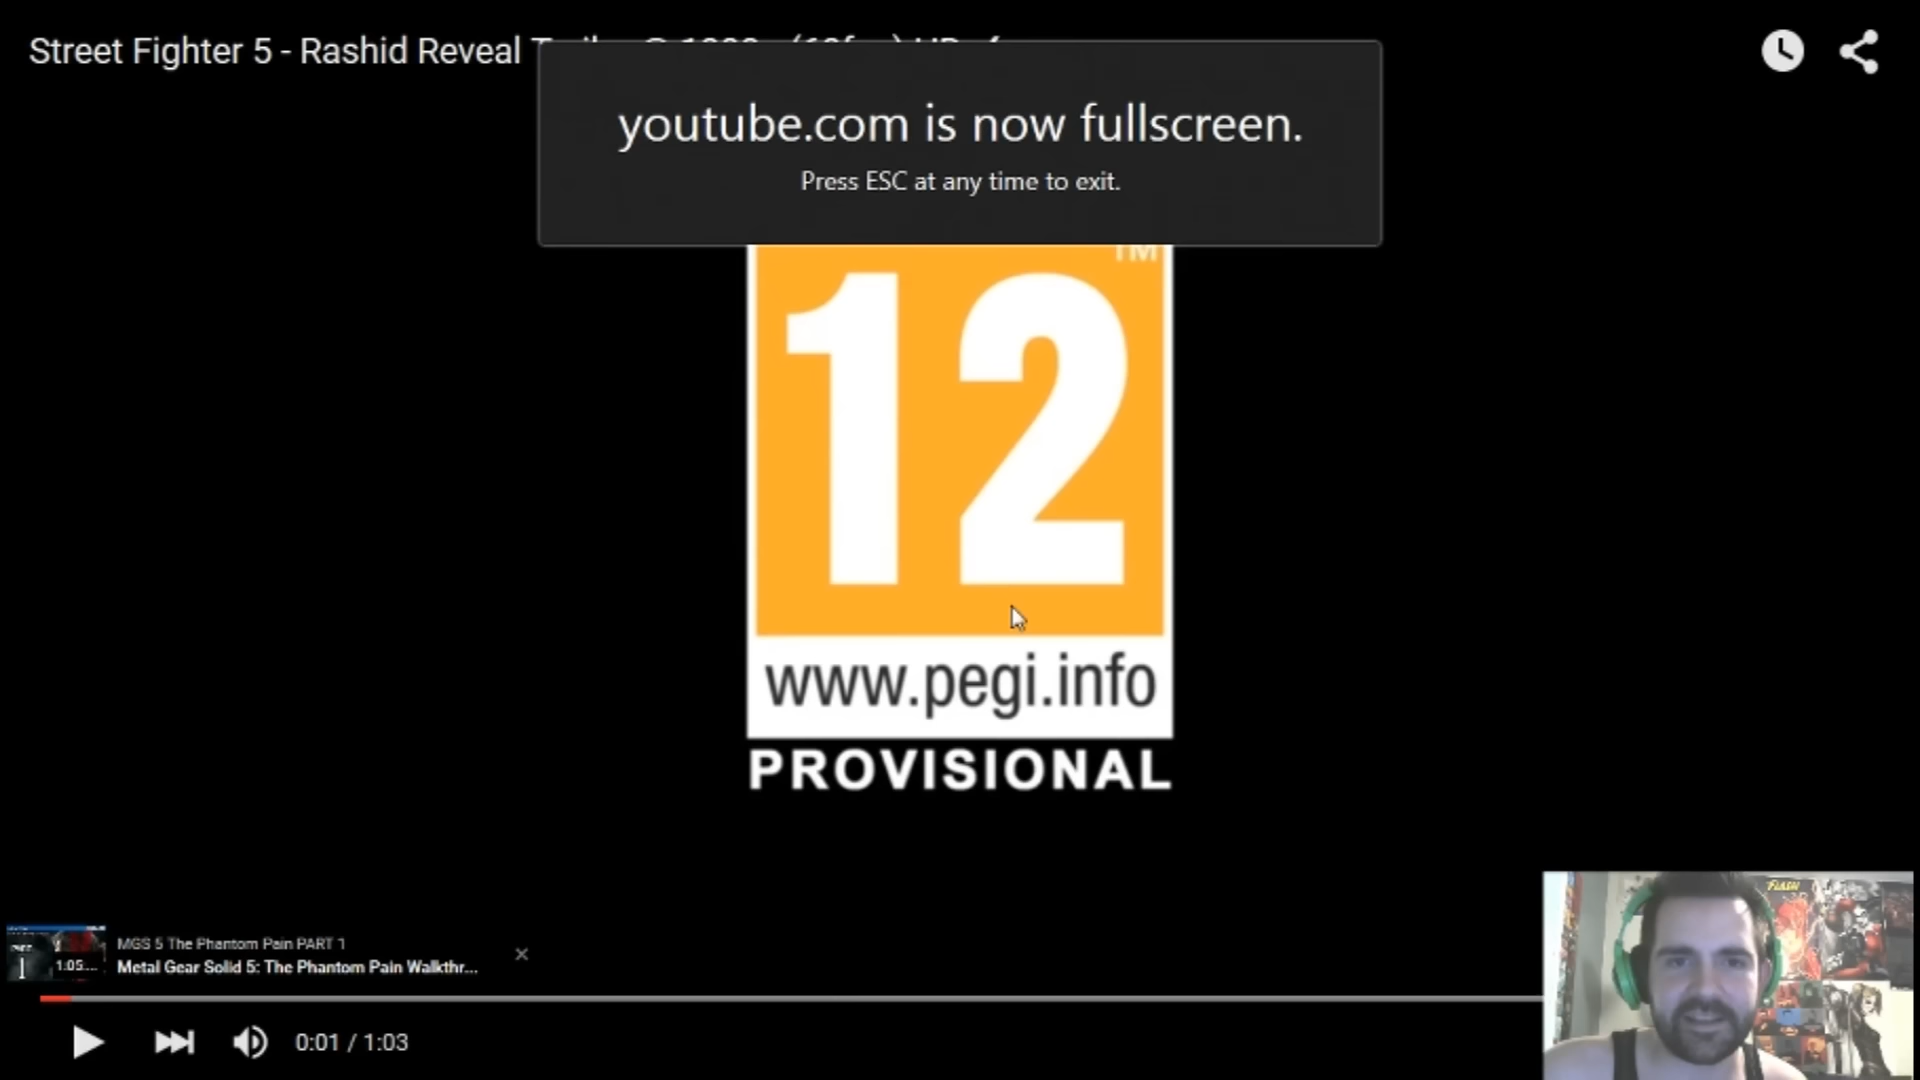 Street Fighter 5 - Rashid Reveal
youtube.com is now fullscreen.
Press ESC at any time to exit.
TM
12
www.pegi.info
PROVISIONAL
MGS 5 The Phantom Pain PART 1
Metal Gear Solid 5: The Phantom Pain Walkthr...
1:05...
0:01 / 1:03
FLASH